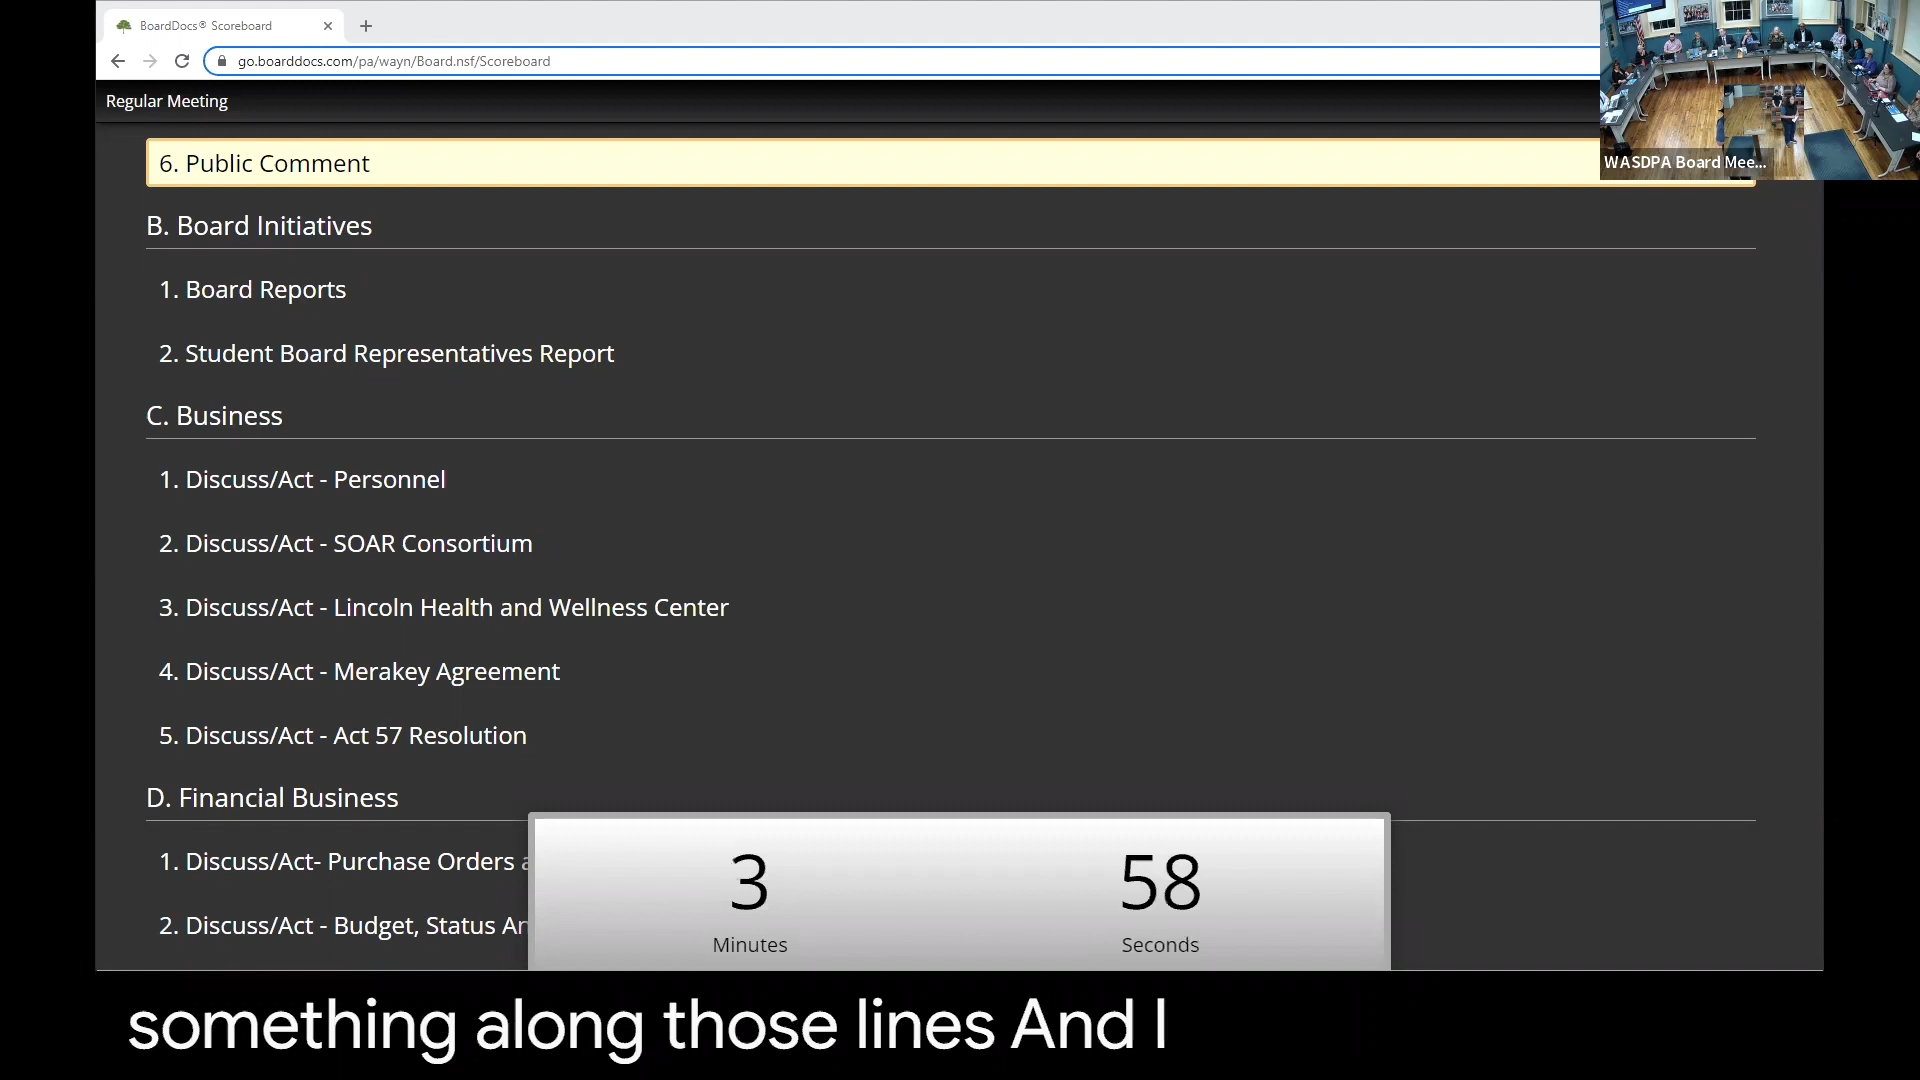 BoardDocs® Scoreboard
go.boarddocs.com/pa/wayn/Board.nsf/Scoreboard
Regular Meeting
WASDPA Board Mee...
6. Public Comment
B. Board Initiatives
1. Board Reports
2. Student Board Representatives Report
C. Business
1. Discuss/Act - Personnel
2. Discuss/Act - SOAR Consortium
3. Discuss/Act - Lincoln Health and Wellness Center
4. Discuss/Act - Merakey Agreement
5. Discuss/Act - Act 57 Resolution
D. Financial Business
1. Discuss/Act- Purchase Orders
2. Discuss/Act - Budget, Status
3 58
Minutes Seconds
something along those lines And I